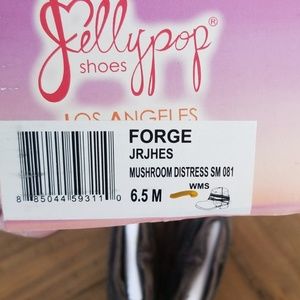 Jellypop®
shoes
LOS ANGELES
FORGE
JRJHES
MUSHROOM DISTRESS SM 081
6.5 M WMS
8 85044 59311 0